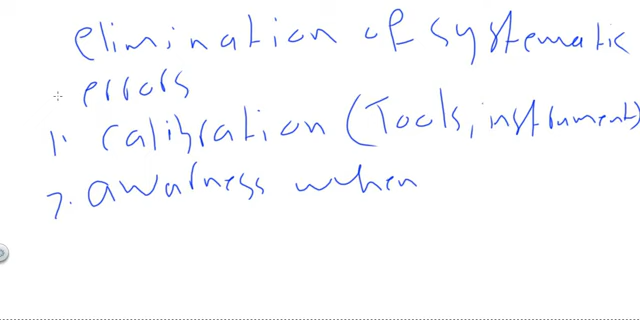 elimination of systematic
errors
1. calibration (Tools, instrument)
2. awarness when